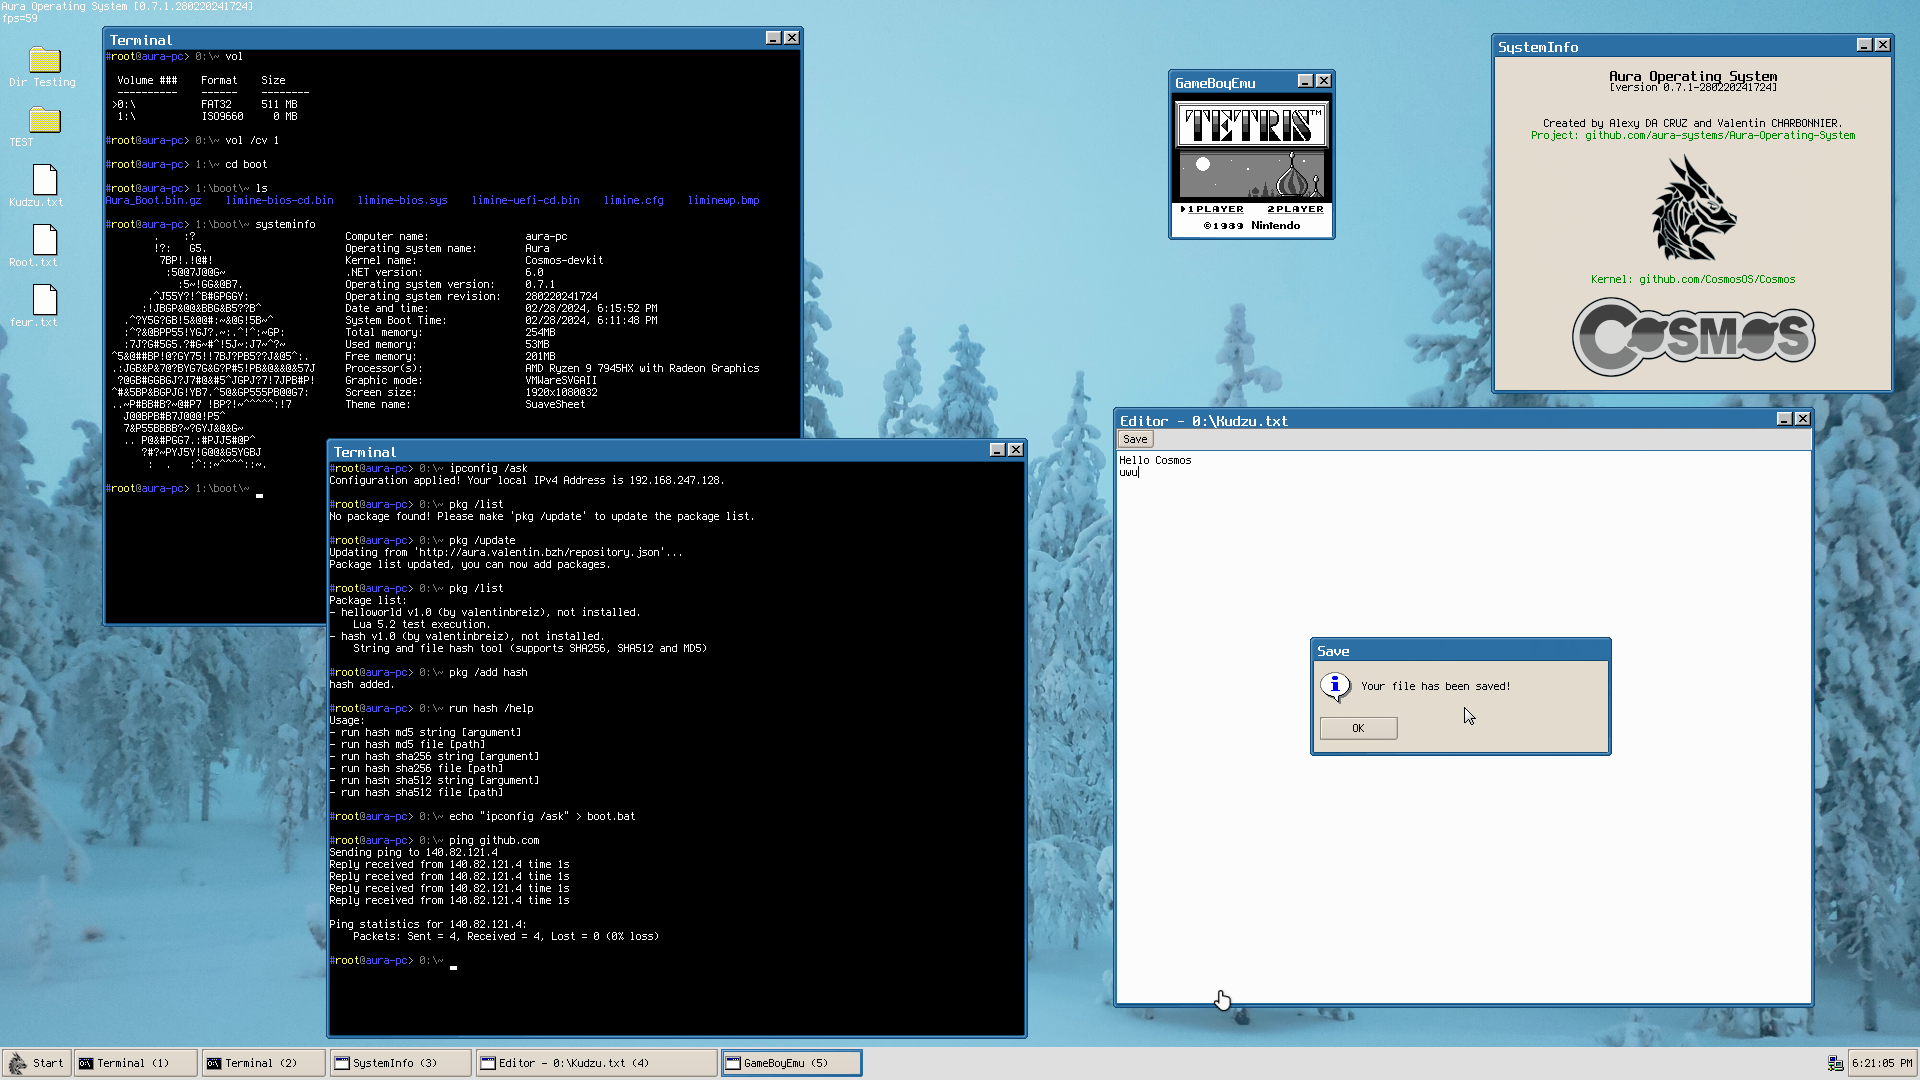 Aura Operating System [0.7.1.280220241724]
fps=59
Dir Testing
TEST
Kudzu.txt
Root.txt
feur.txt
Terminal
#root@aura-pc> 0:\~ vol
Volume ### Format Size
---------- ------ --------
>0:\ FAT32 511 MB
1:\ ISO9660 0 MB
#root@aura-pc> 0:\~ vol /cv 1
#root@aura-pc> 1:\~ cd boot
#root@aura-pc> 1:\boot\~ ls
Aura_Boot.bin.gz limine-bios-cd.bin limine-bios.sys limine-uefi-cd.bin limine.cfg liminewp.bmp
#root@aura-pc> 1:\boot\~ systeminfo
Computer name: aura-pc
Operating system name: Aura
Kernel name: Cosmos-devkit
.NET version: 6.0
Operating system version: 0.7.1
Operating system revision: 280220241724
Date and time: 02/28/2024, 6:15:52 PM
System Boot Time: 02/28/2024, 6:11:48 PM
Total memory: 254MB
Used memory: 53MB
Free memory: 201MB
Processor(s): AMD Ryzen 9 7945HX with Radeon Graphics
Graphic mode: VMWareSVGAII
Screen size: 1920x1080@32
Theme name: SuaveSheet
#root@aura-pc> 1:\boot\~
Terminal
#root@aura-pc> 0:\~ ipconfig /ask
Configuration applied! Your local IPv4 Address is 192.168.247.128.
#root@aura-pc> 0:\~ pkg /list
No package found! Please make 'pkg /update' to update the package list.
#root@aura-pc> 0:\~ pkg /update
Updating from 'http://aura.valentin.bzh/repository.json'...
Package list updated, you can now add packages.
#root@aura-pc> 0:\~ pkg /list
Package list:
- helloworld v1.0 (by valentinbreiz), not installed.
Lua 5.2 test execution.
- hash v1.0 (by valentinbreiz), not installed.
String and file hash tool (supports SHA256, SHA512 and MD5)
#root@aura-pc> 0:\~ pkg /add hash
hash added.
#root@aura-pc> 0:\~ run hash /help
Usage:
- run hash md5 string [argument]
- run hash md5 file [path]
- run hash sha256 string [argument]
- run hash sha256 file [path]
- run hash sha512 string [argument]
- run hash sha512 file [path]
#root@aura-pc> 0:\~ echo "ipconfig /ask" > boot.bat
#root@aura-pc> 0:\~ ping github.com
Sending ping to 140.82.121.4
Reply received from 140.82.121.4 time 1s
Reply received from 140.82.121.4 time 1s
Reply received from 140.82.121.4 time 1s
Reply received from 140.82.121.4 time 1s
Ping statistics for 140.82.121.4:
Packets: Sent = 4, Received = 4, Lost = 0 (0% loss)
#root@aura-pc> 0:\~
GameBoyEmu
TETRIS™
1PLAYER 2PLAYER
©1989 Nintendo
SystemInfo
Aura Operating System
[version 0.7.1-280220241724]
Created by Alexy DA CRUZ and Valentin CHARBONNIER.
Project: github.com/aura-systems/Aura-Operating-System
Kernel: github.com/CosmosOS/Cosmos
COSMOS
Editor - 0:\Kudzu.txt
Save
Hello Cosmos
uwu
Save
Your file has been saved!
OK
Start
Terminal (1)
Terminal (2)
SystemInfo (3)
Editor - 0:\Kudzu.txt (4)
GameBoyEmu (5)
6:21:05 PM